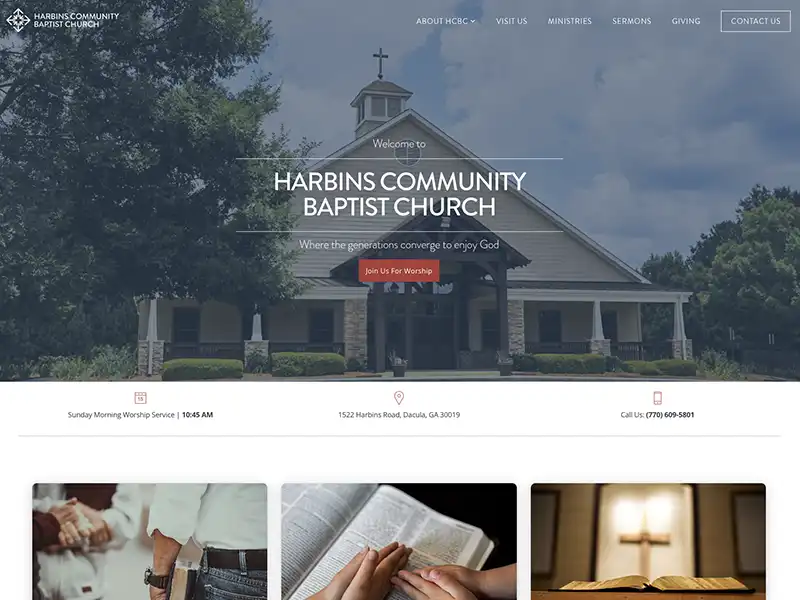 HARBINS COMMUNITY
BAPTIST CHURCH
ABOUT HCBC
VISIT US
MINISTRIES
SERMONS
GIVING
CONTACT US
Welcome to
HARBINS COMMUNITY
BAPTIST CHURCH
Where the generations converge to enjoy God
Join Us For Worship
Sunday Morning Worship Service | 10:45 AM
1522 Harbins Road, Dacula, GA 30019
Call Us: (770) 609-5801